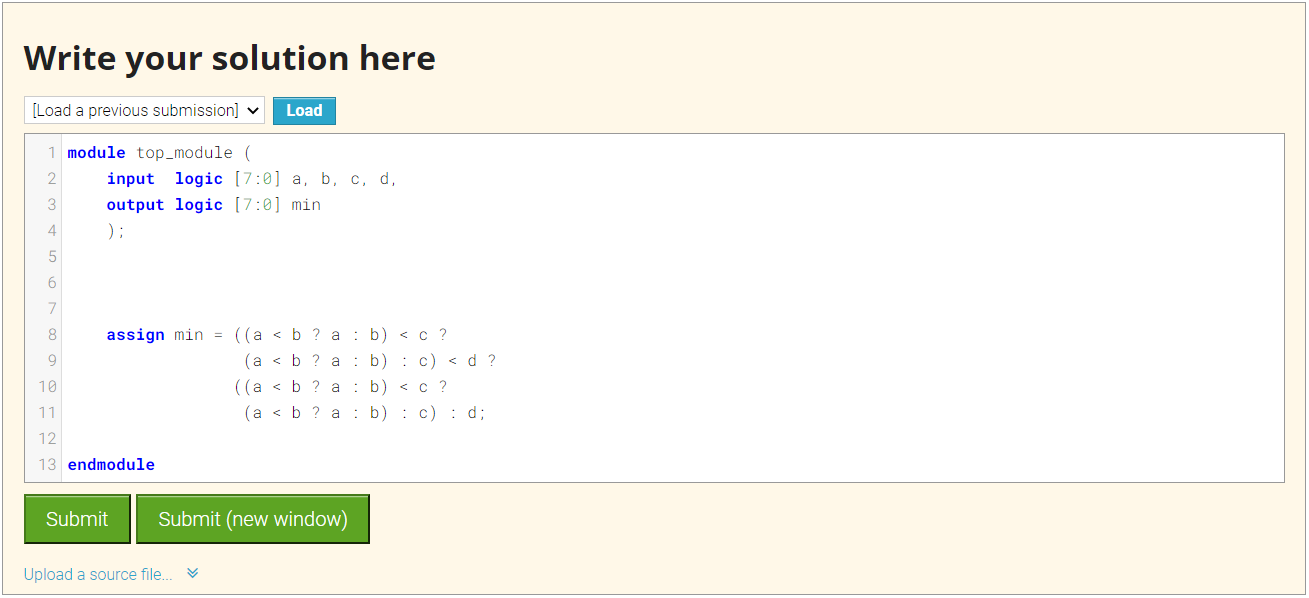 Write your solution here
[Load a previous submission] Load
1 module top_module (
2     input  logic [7:0] a, b, c, d,
3     output logic [7:0] min
4     );
5
6
7
8     assign min = ((a < b ? a : b) < c ?
9                   (a < b ? a : b) : c) < d ?
10                  ((a < b ? a : b) < c ?
11                   (a < b ? a : b) : c) : d;
12
13 endmodule
Submit Submit (new window)
Upload a source file...